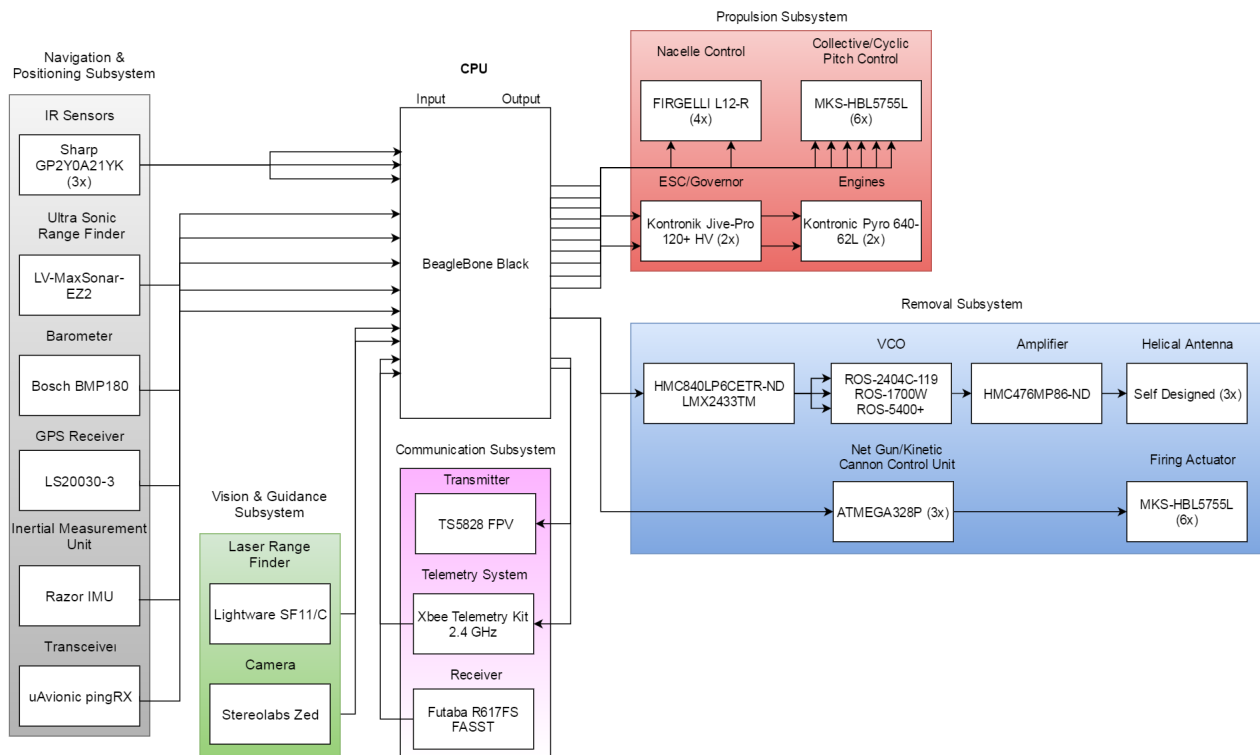 Navigation &
Positioning Subsystem
IR Sensors
Sharp
GP2Y0A21YK
(3x)
Ultra Sonic
Range Finder
LV-MaxSonar-
EZ2
Barometer
Bosch BMP180
GPS Receiver
LS20030-3
Inertial Measurement
Unit
Razor IMU
Transceiver
uAvionic pingRX
Vision & Guidance
Subsystem
Laser Range
Finder
Lightware SF11/C
Camera
Stereolabs Zed
CPU
Input
Output
BeagleBone Black
Communication Subsystem
Transmitter
TS5828 FPV
Telemetry System
Xbee Telemetry Kit
2.4 GHz
Receiver
Futaba R617FS
FASST
Propulsion Subsystem
Nacelle Control
FIRGELLI L12-R
(4x)
Collective/Cyclic
Pitch Control
MKS-HBL5755L
(6x)
ESC/Governor
Kontronik Jive-Pro
120+ HV (2x)
Engines
Kontronic Pyro 640-
62L (2x)
Removal Subsystem
HMC840LP6CETR-ND
LMX2433TM
VCO
ROS-2404C-119
ROS-1700W
ROS-5400+
Amplifier
HMC476MP86-ND
Helical Antenna
Self Designed (3x)
Net Gun/Kinetic
Cannon Control Unit
ATMEGA328P (3x)
Firing Actuator
MKS-HBL5755L
(6x)